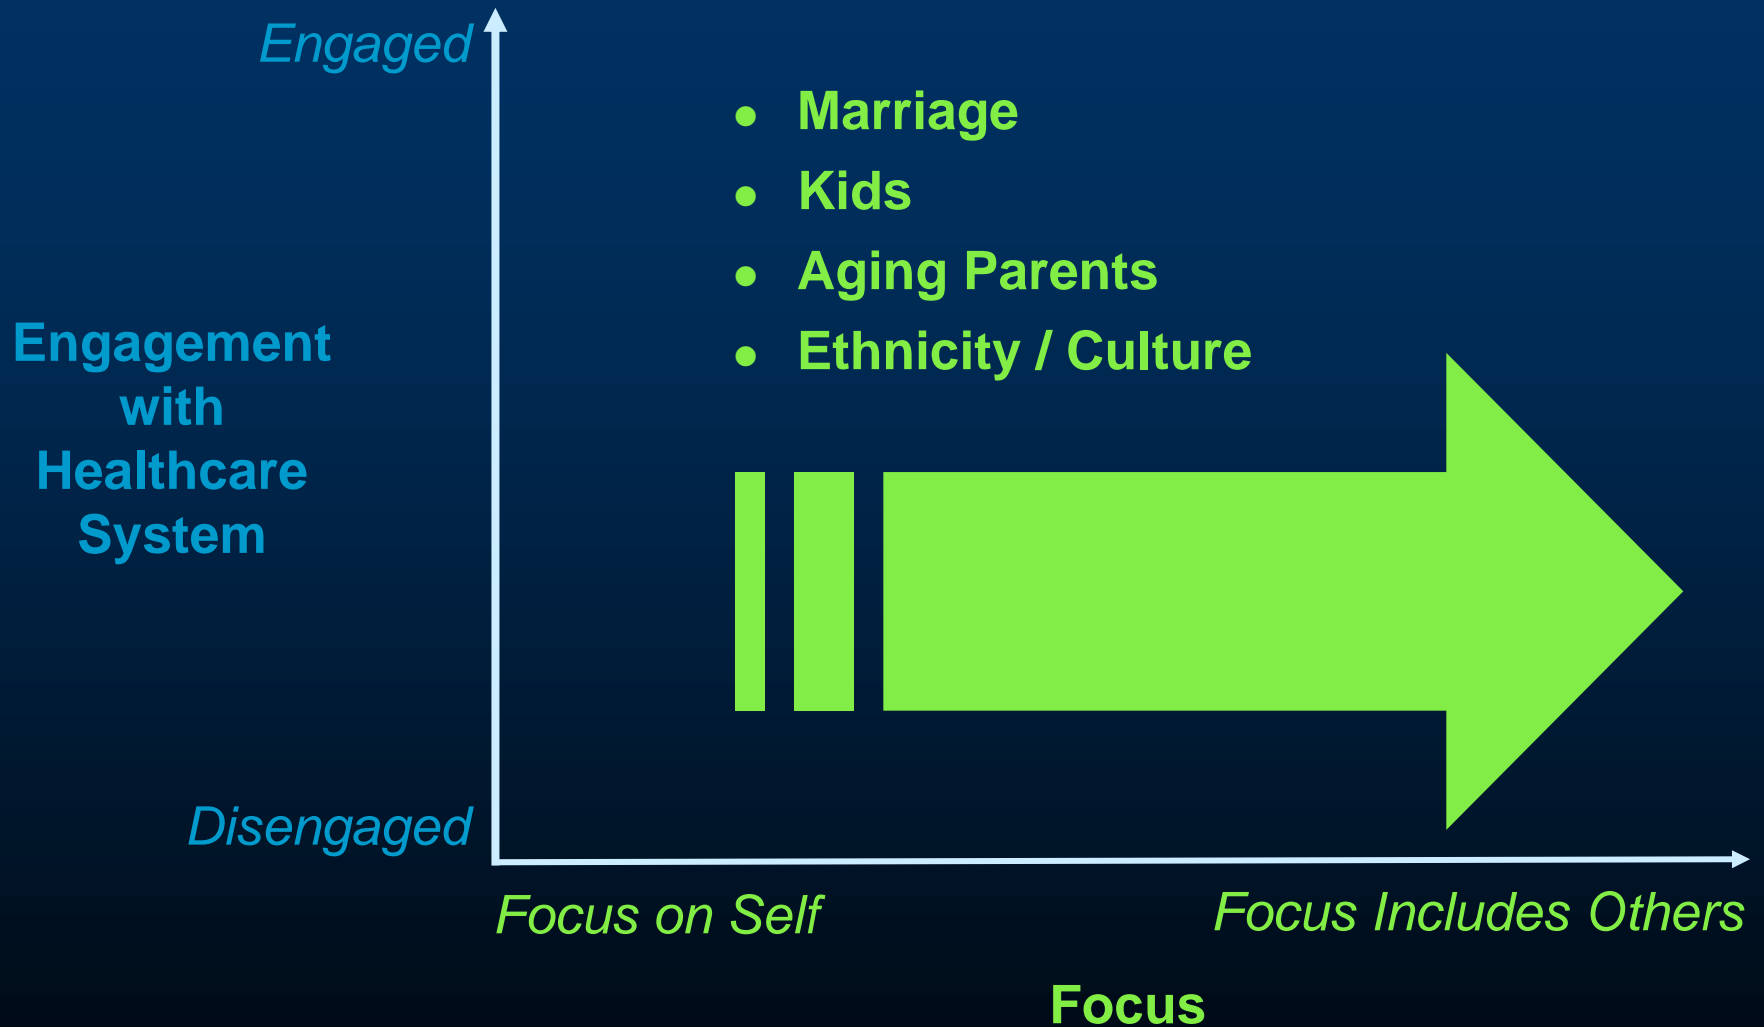 Engaged
Marriage
Kids
Aging Parents
Ethnicity / Culture
Engagement
with
Healthcare
System
Disengaged
Focus on Self
Focus Includes Others
Focus